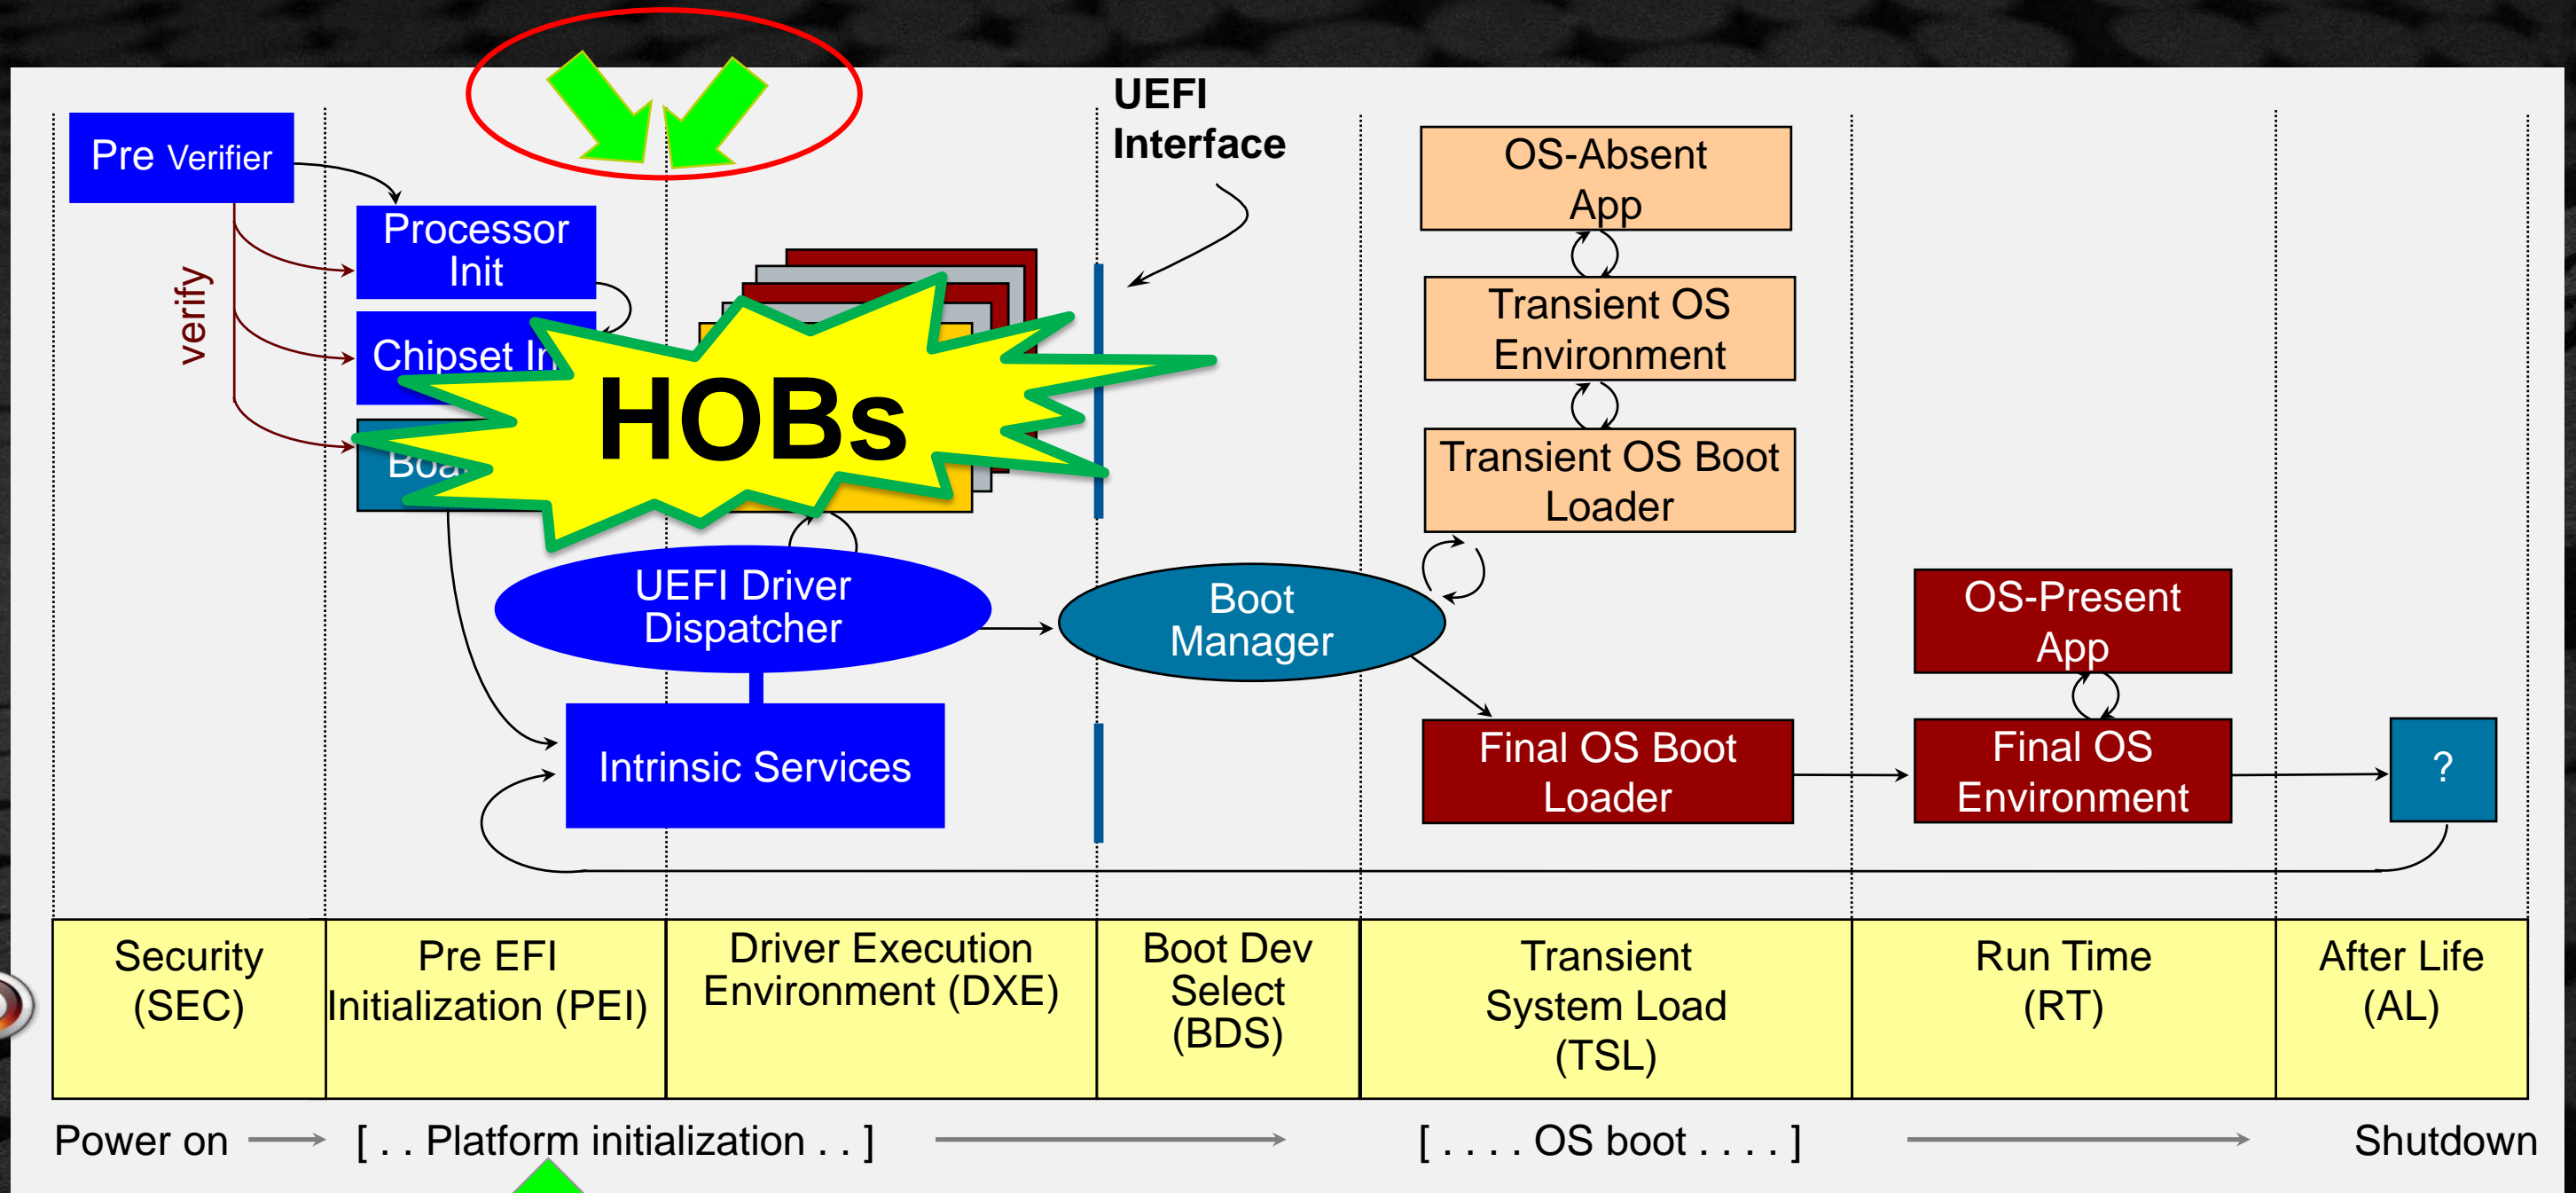 UEFI
Interface
Pre Verifier
verify
Processor
Init
Chipset
HOBs
OS-Absent
App
Transient OS
Environment
Transient OS Boot
Loader
UEFI Driver
Dispatcher
Boot
Manager
Intrinsic Services
Final OS Boot
Loader
OS-Present
App
Final OS
Environment
?
Security
(SEC)
Pre EFI
Initialization (PEI)
Driver Execution
Environment (DXE)
Boot Dev
Select
(BDS)
Transient
System Load
(TSL)
Run Time
(RT)
After Life
(AL)
Power on
[ . . Platform initialization . . ]
[ . . . . OS boot . . . . ]
Shutdown